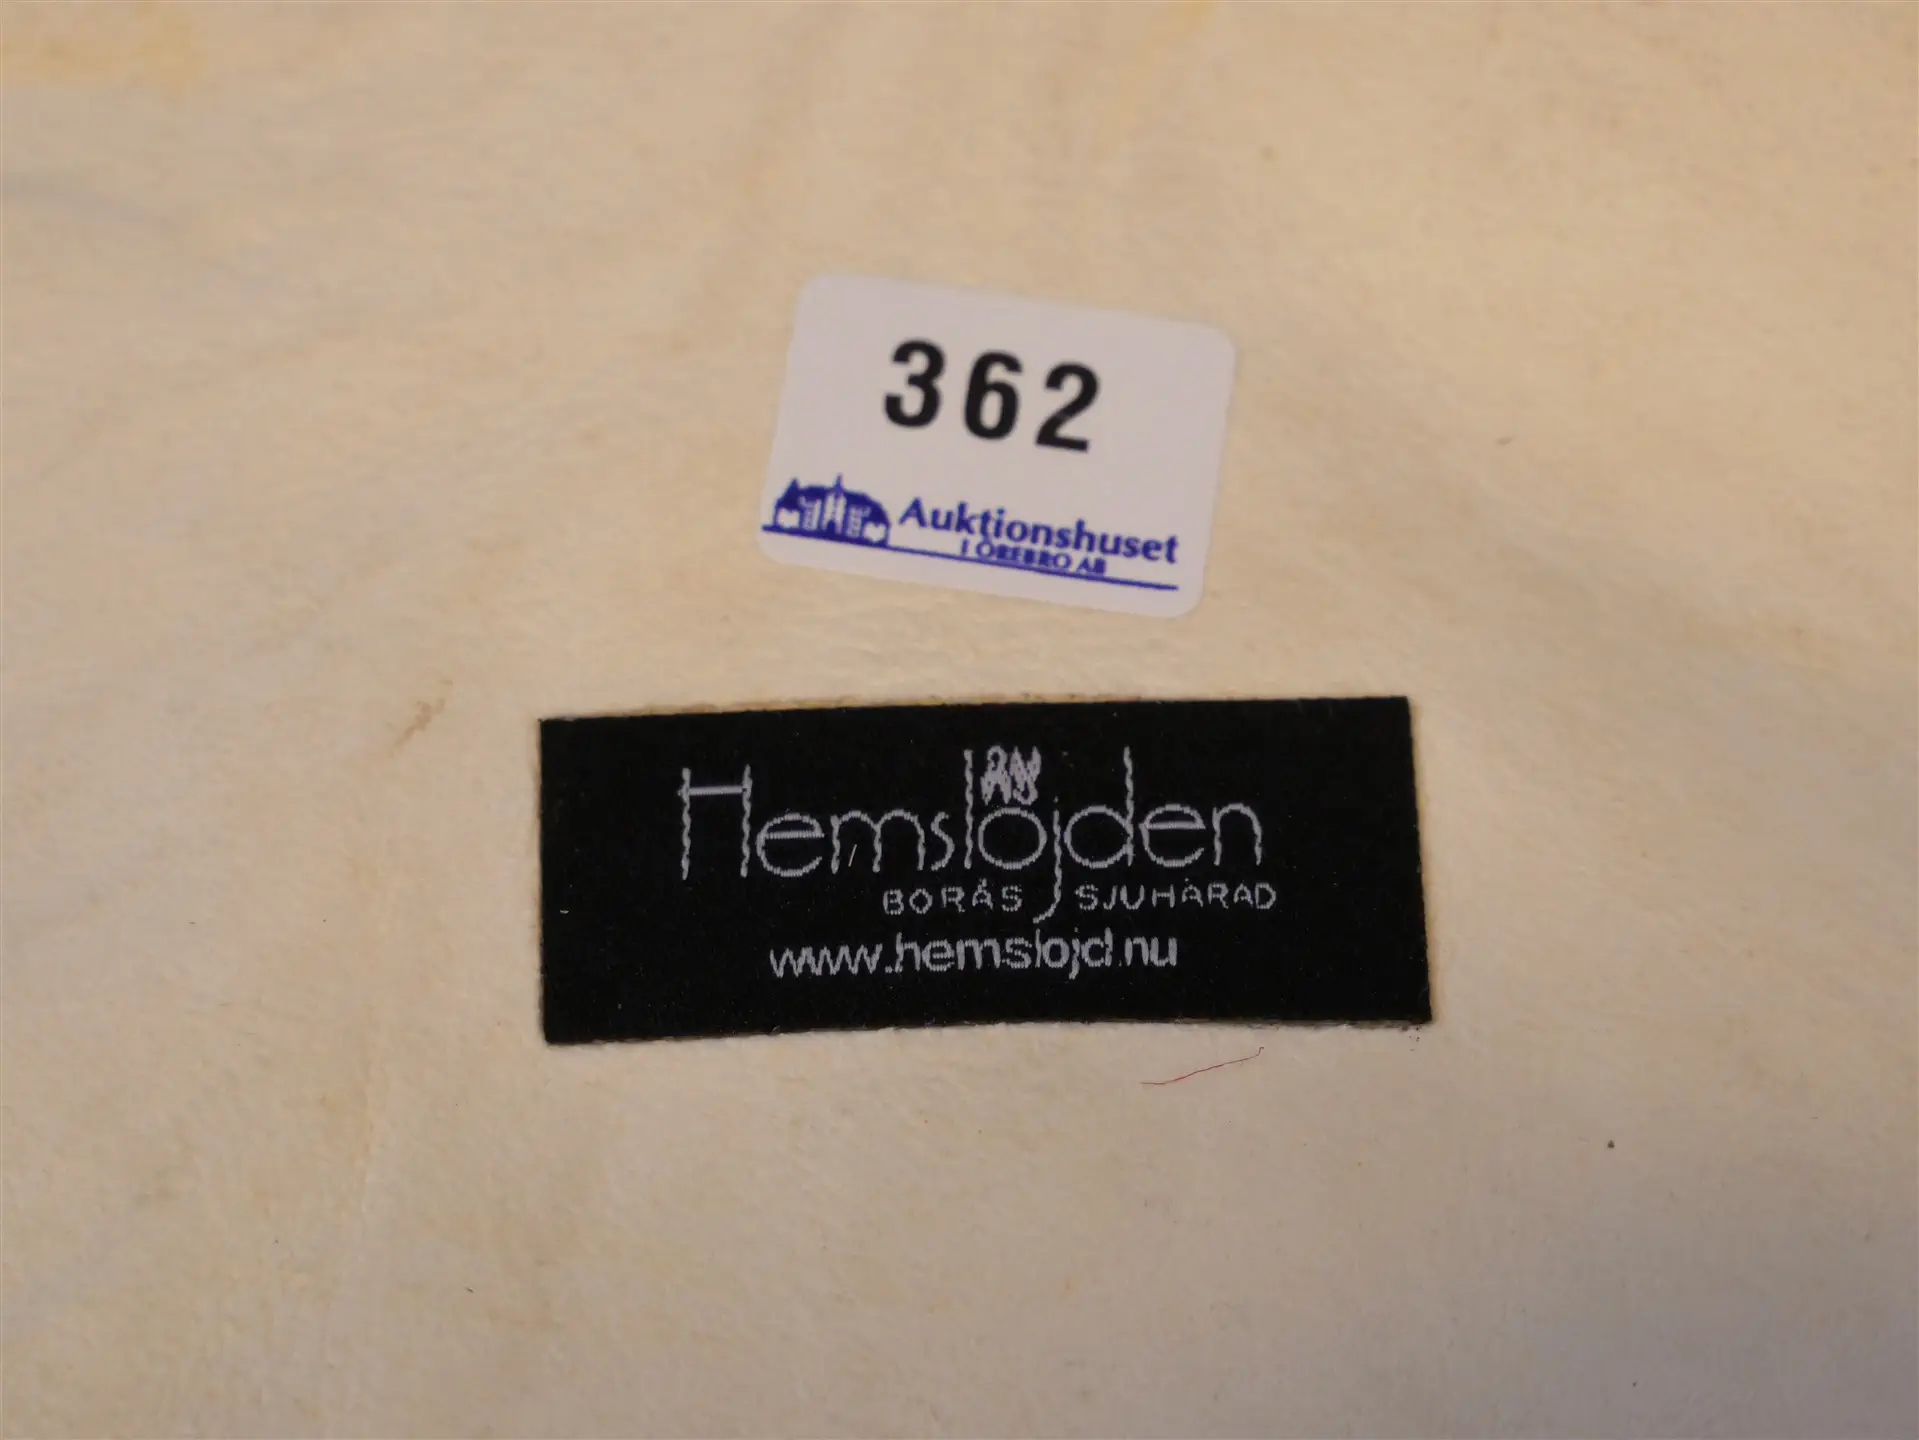 362
Auktionshuset
I ÖREBRO AB
Hemslöjden
BORÅS SJUHÄRAD
www.hemslojd.nu